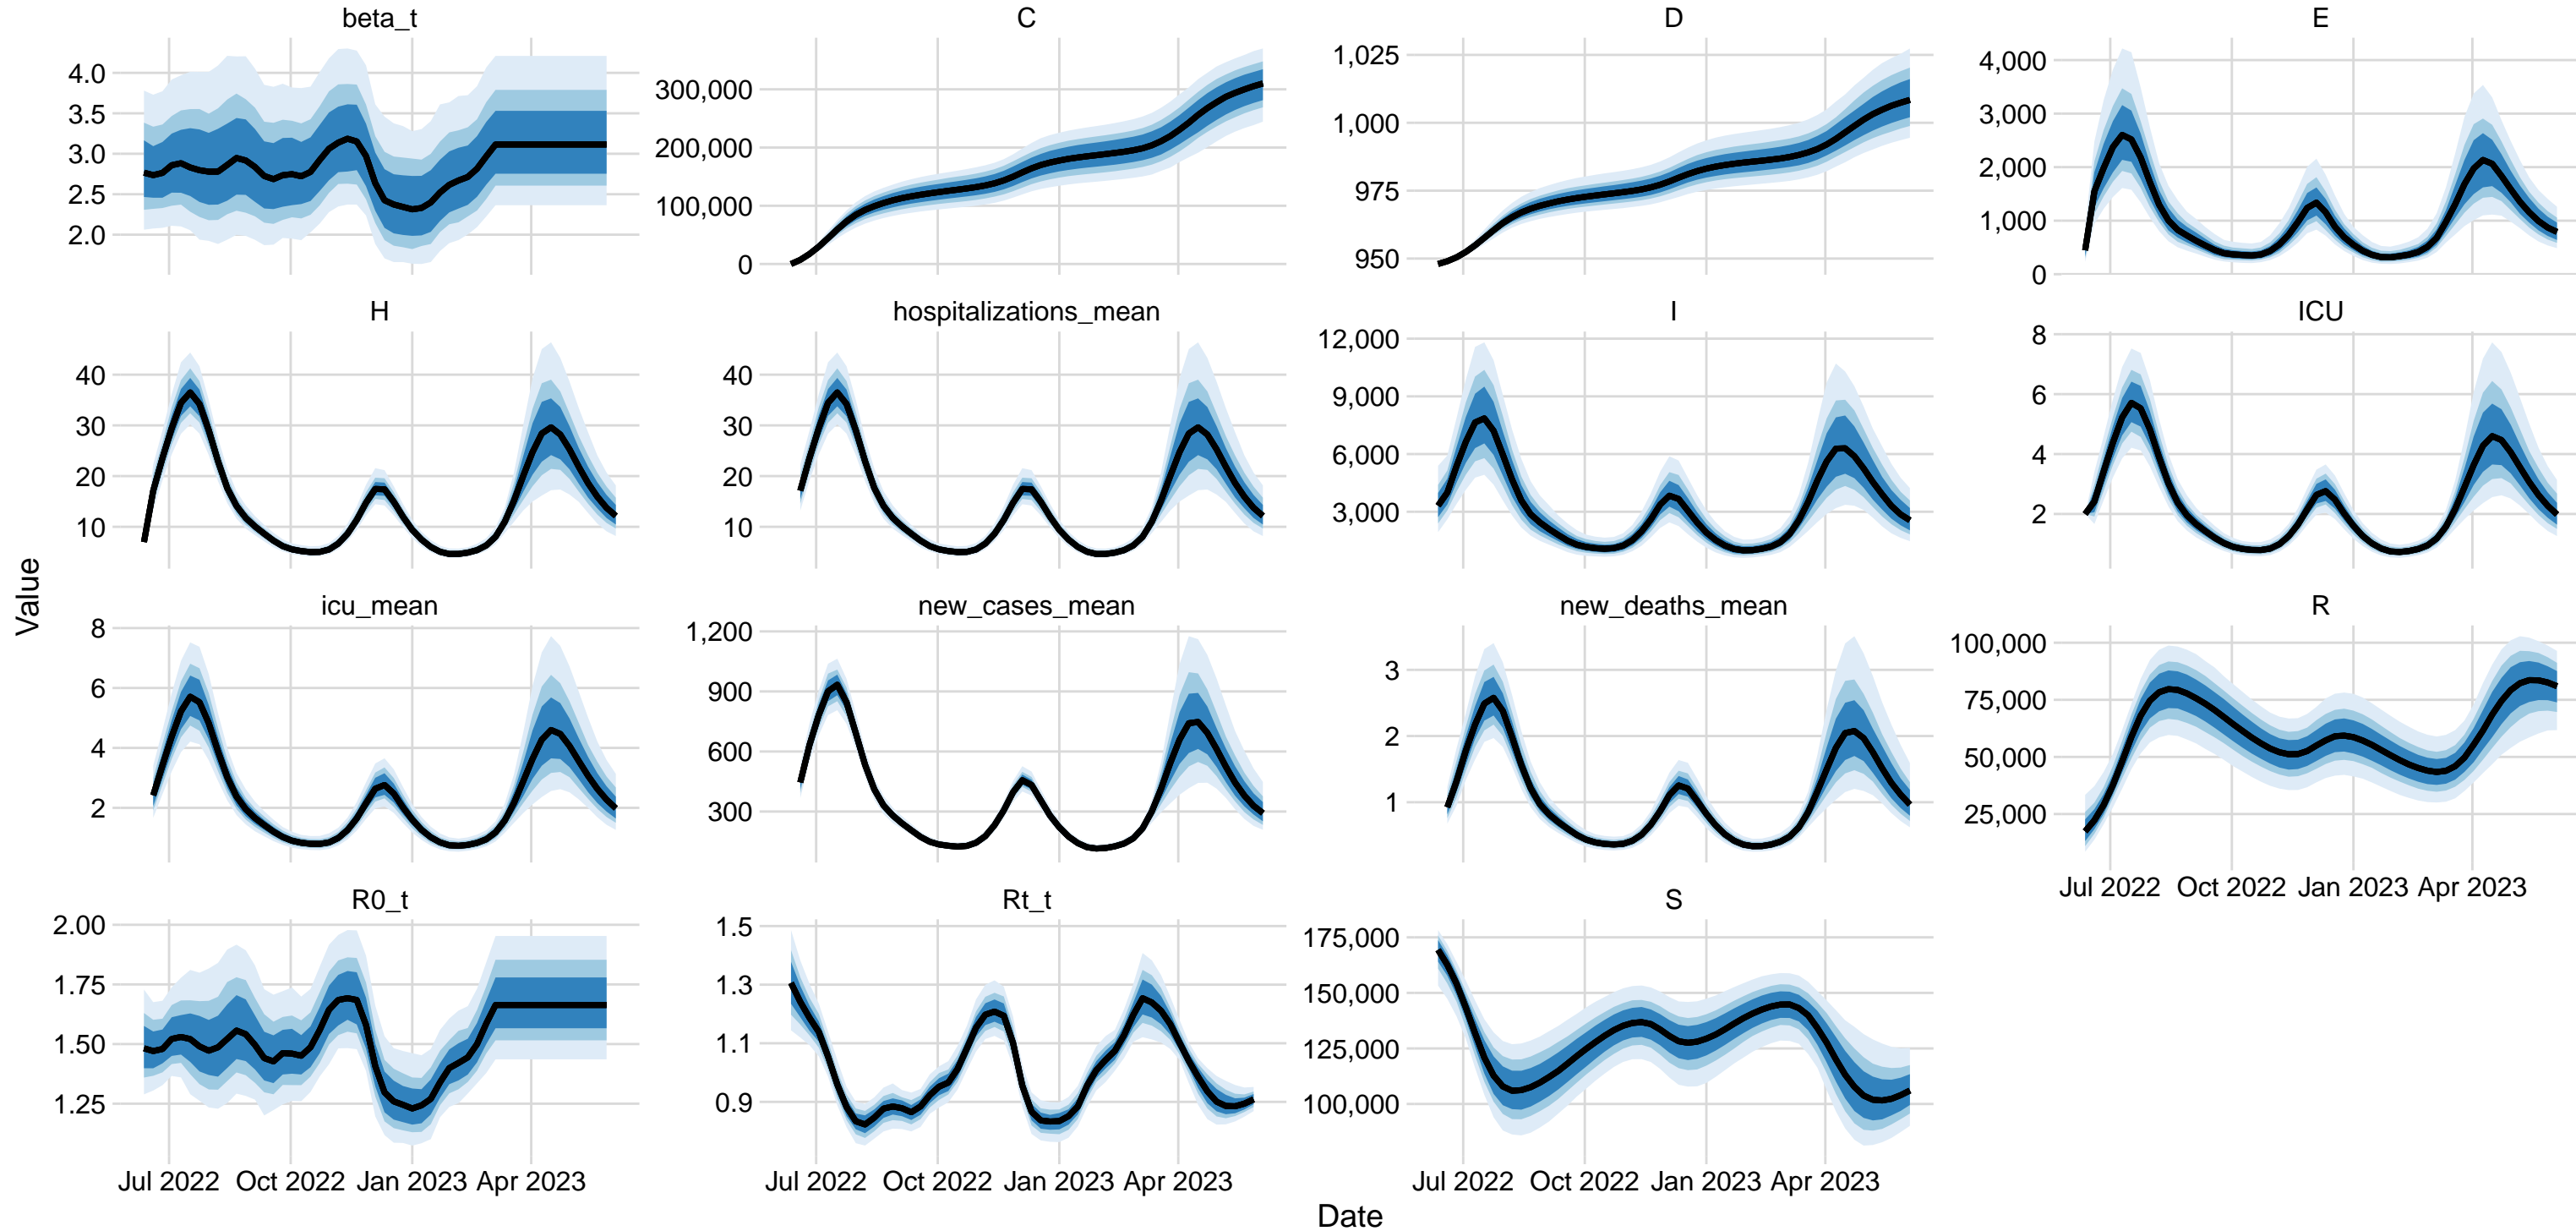 beta_t
C
D
E
4.0
3.5
3.0
2.5
2.0
300,000
200,000
100,000
0
1,025
1,000
975
950
4,000
3,000
2,000
1,000
0
H
hospitalizations_mean
I
ICU
40
30
20
10
40
30
20
10
12,000
9,000
6,000
3,000
8
6
4
2
Value
icu_mean
new_cases_mean
new_deaths_mean
R
8
6
4
2
1,200
900
600
300
3
2
1
100,000
75,000
50,000
25,000
Jul 2022 Oct 2022 Jan 2023 Apr 2023
R0_t
Rt_t
S
2.00
1.75
1.50
1.25
1.5
1.3
1.1
0.9
175,000
150,000
125,000
100,000
Jul 2022 Oct 2022 Jan 2023 Apr 2023
Jul 2022 Oct 2022 Jan 2023 Apr 2023
Jul 2022 Oct 2022 Jan 2023 Apr 2023
Date